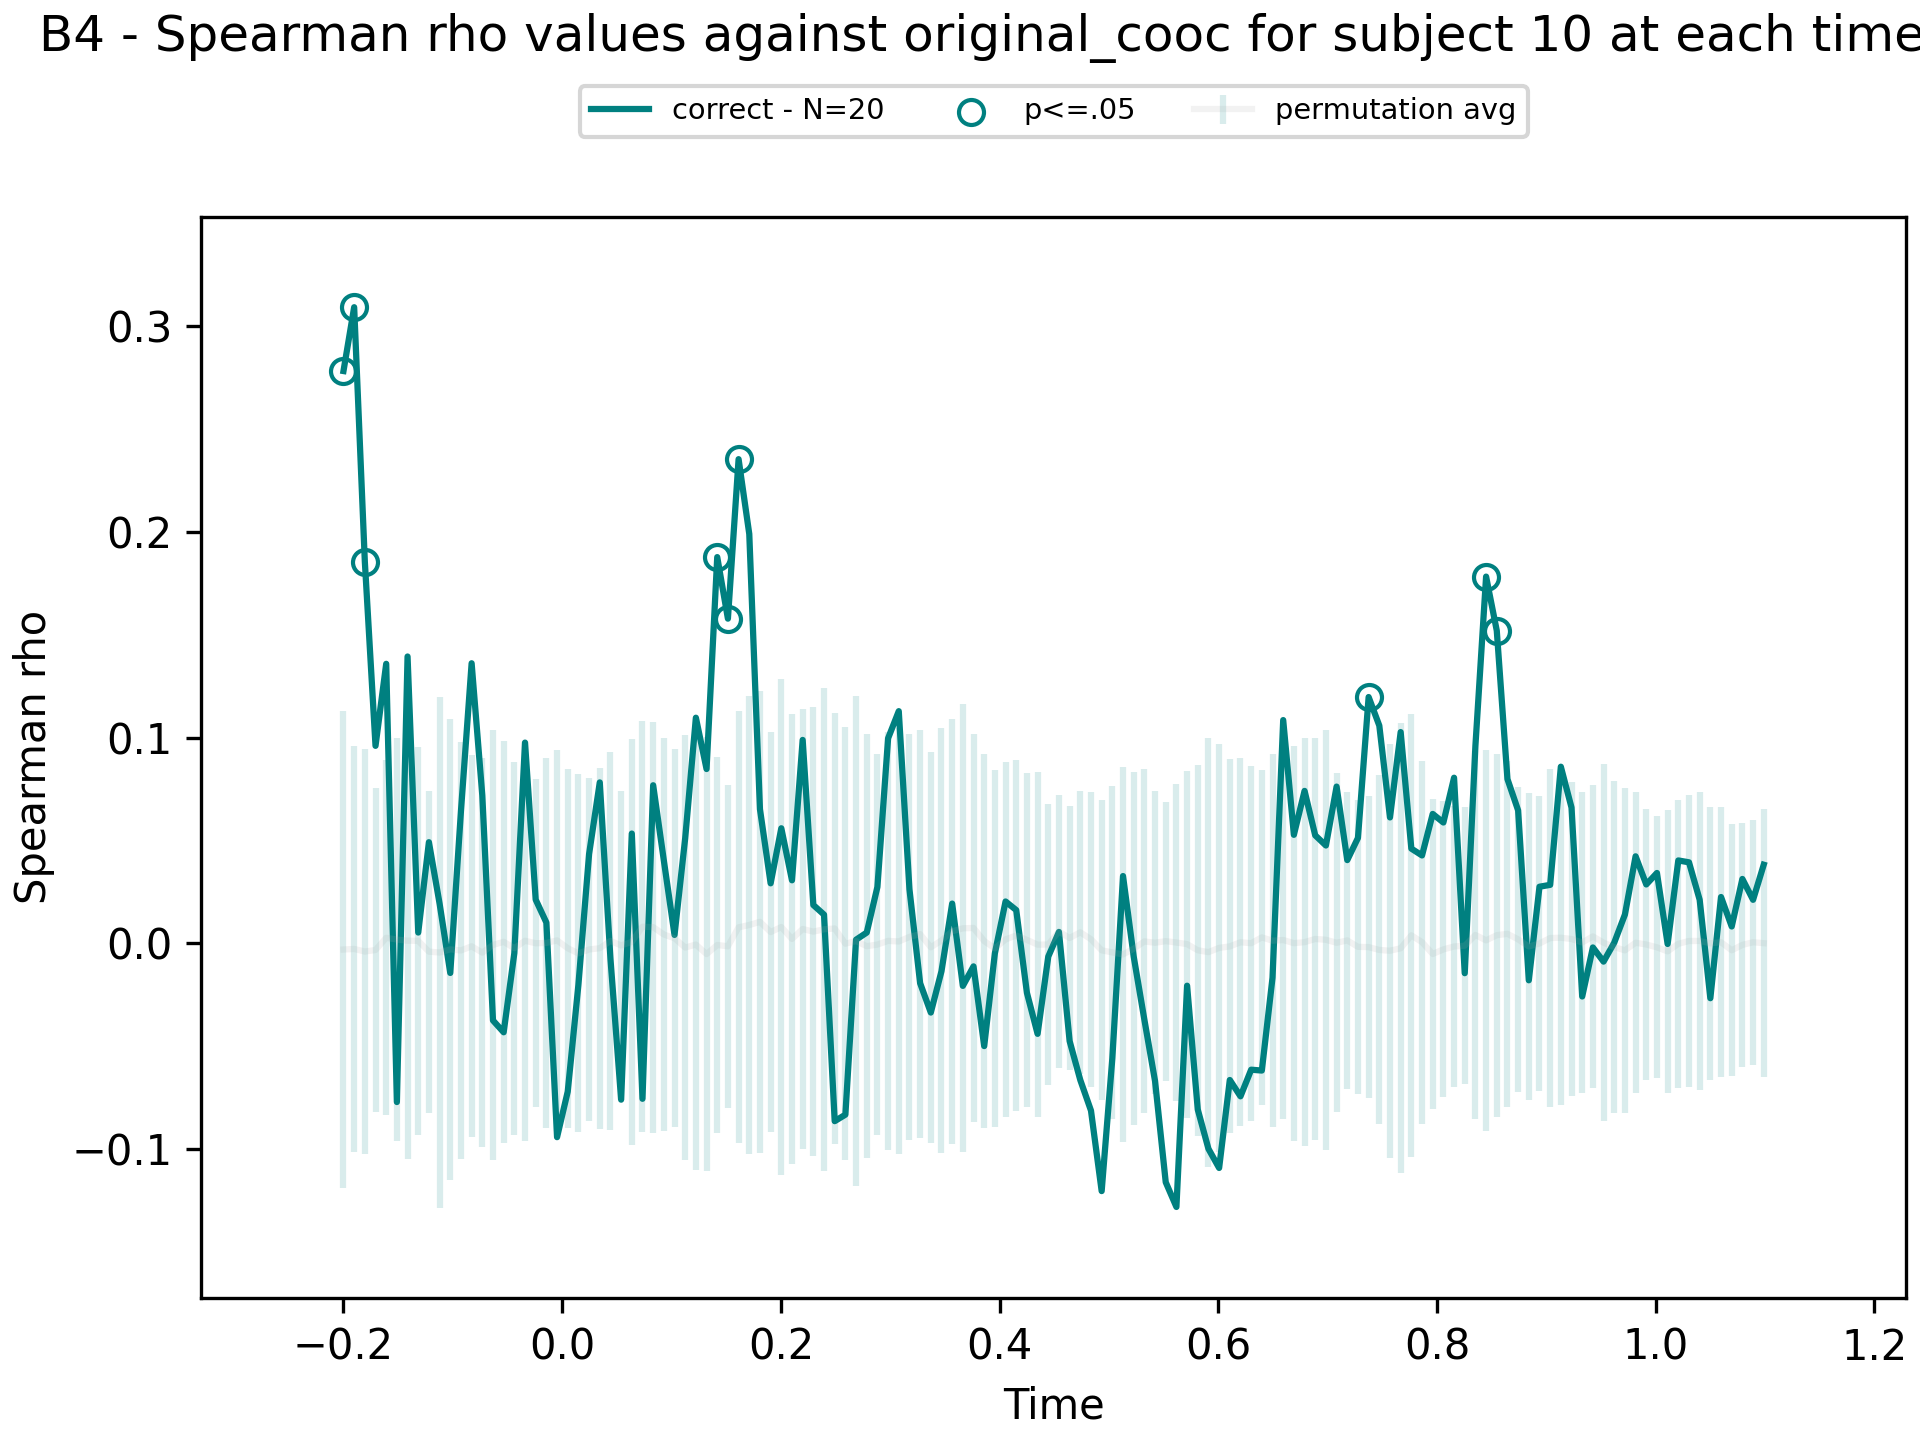 B4 - Spearman rho values against original_cooc for subject 10 at each time
correct - N=20 p<=.05 permutation avg
Spearman rho
0.3
0.2
0.1
0.0
−0.1
−0.2 0.0 0.2 0.4 0.6 0.8 1.0 1.2
Time